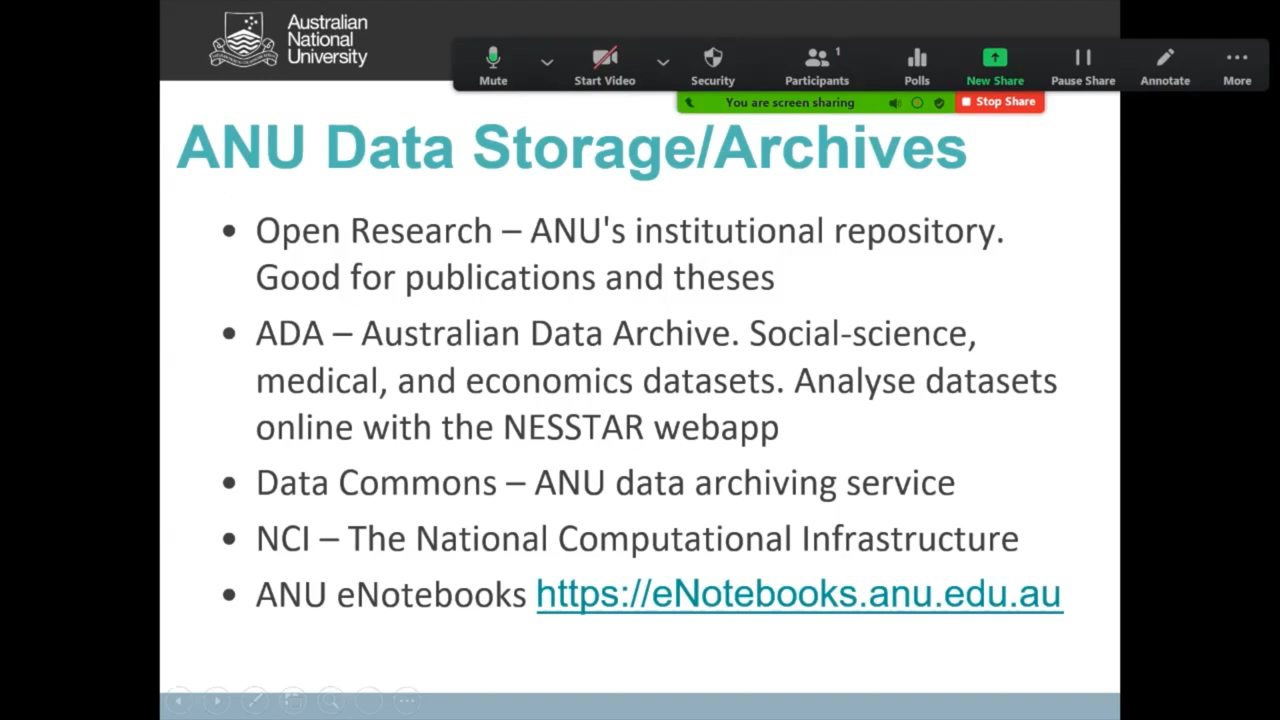 Australian
National
University
Mute
Start Video
Security
Participants
1
Polls
New Share
Pause Share
Annotate
More
You are screen sharing
Stop Share
ANU Data Storage/Archives
• Open Research – ANU's institutional repository.
Good for publications and theses
• ADA – Australian Data Archive. Social-science,
medical, and economics datasets. Analyse datasets
online with the NESSTAR webapp
• Data Commons – ANU data archiving service
• NCI – The National Computational Infrastructure
• ANU eNotebooks https://eNotebooks.anu.edu.au